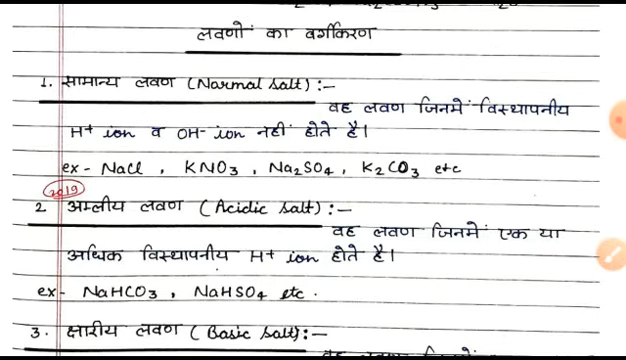 लवणों का वर्गीकरण
1. सामान्य लवण (Normal Salt) :-
वह लवण जिनमें विस्थापनीय
H+ ion व OH- ion नहीं होते है।
ex- NaCl , KNO3 , Na2SO4 , K2CO3 etc
2019
2 अम्लीय लवण (Acidic Salt) :-
वह लवण जिनमें एक या
अधिक विस्थापनीय H+ ion होते है।
ex- NaHCO3 , NaHSO4 etc .
3. क्षारीय लवण ( Basic Salt) :-